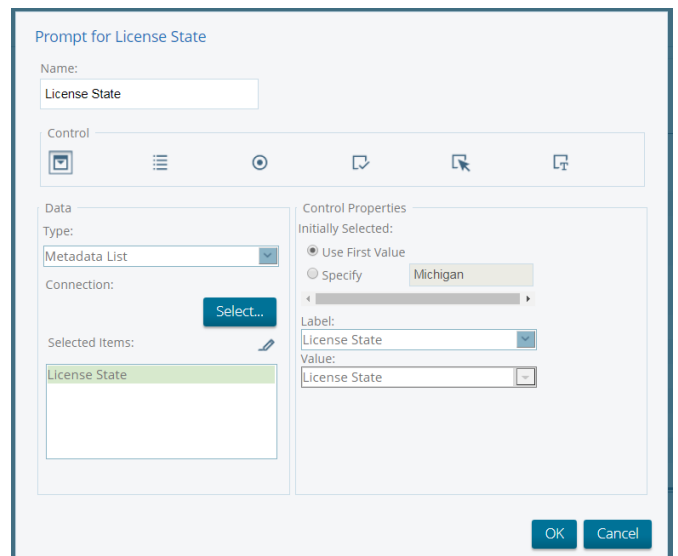 Prompt for License State
Name:
License State
Control
Data
Type:
Metadata List
Connection:
Select...
Selected Items:
License State
Control Properties
Initially Selected:
Use First Value
Specify
Michigan
Label:
License State
Value:
License State
OK
Cancel